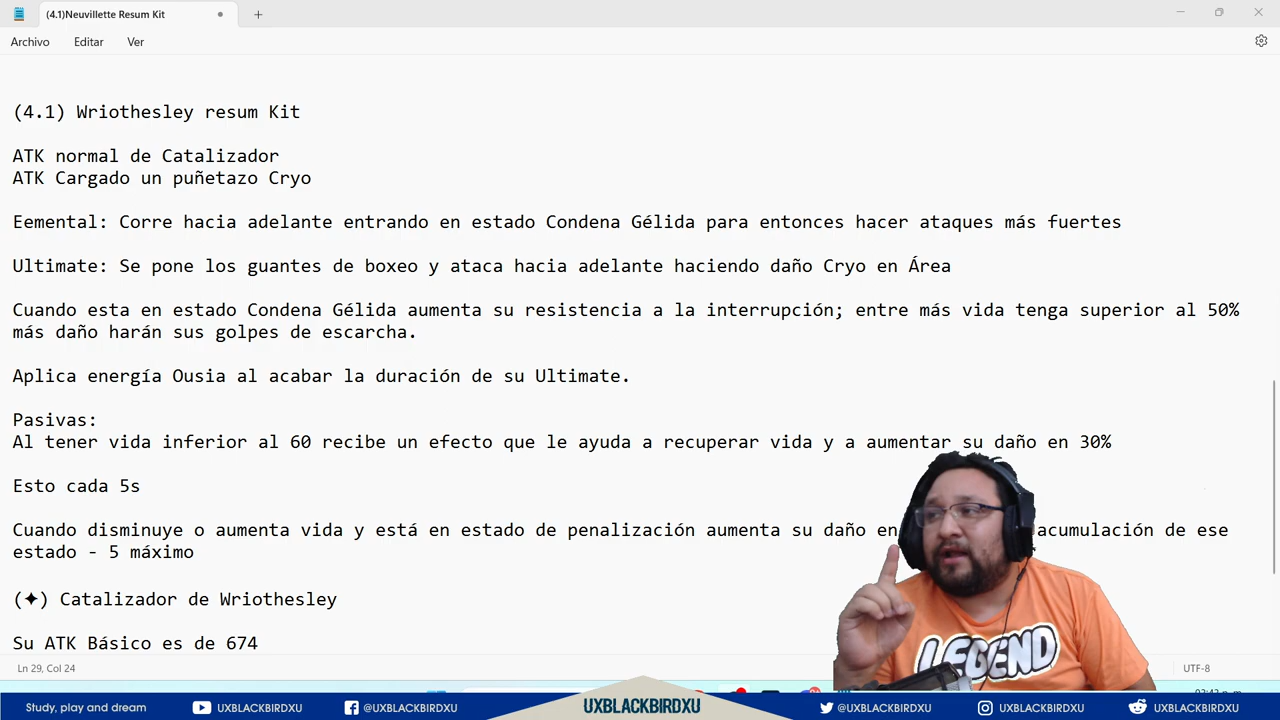 (4.1)Neuvillette Resum Kit
Archivo Editar Ver
(4.1) Wriothesley resum Kit
ATK normal de Catalizador
ATK Cargado un puñetazo Cryo
Eemental: Corre hacia adelante entrando en estado Condena Gélida para entonces hacer ataques más fuertes
Ultimate: Se pone los guantes de boxeo y ataca hacia adelante haciendo daño Cryo en Área
Cuando esta en estado Condena Gélida aumenta su resistencia a la interrupción; entre más vida tenga superior al 50%
más daño harán sus golpes de escarcha.
Aplica energía Ousia al acabar la duración de su Ultimate.
Pasivas:
Al tener vida inferior al 60 recibe un efecto que le ayuda a recuperar vida y a aumentar su daño en 30%
Esto cada 5s
Cuando disminuye o aumenta vida y está en estado de penalización aumenta su daño en acumulación de ese
estado - 5 máximo
(✦) Catalizador de Wriothesley
Su ATK Básico es de 674
LEGEND
Ln 29, Col 24 UTF-8
Study, play and dream UXBLACKBIRDXU @UXBLACKBIRDXU UXBLACKBIRDXU @UXBLACKBIRDXU UXBLACKBIRDXU UXBLACKBIRDXU